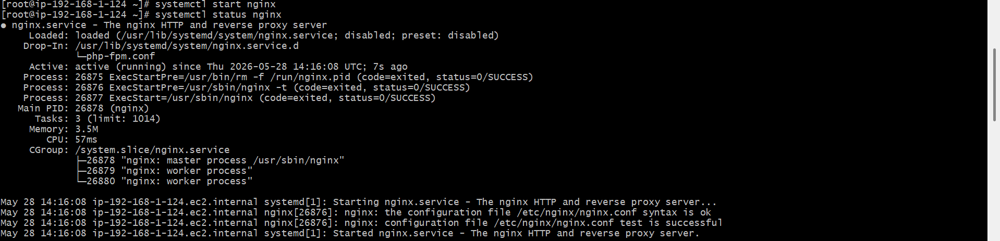 [root@ip-192-168-1-124 ~]# systemctl start nginx
[root@ip-192-168-1-124 ~]# systemctl status nginx
● nginx.service - The nginx HTTP and reverse proxy server
     Loaded: loaded (/usr/lib/systemd/system/nginx.service; disabled; preset: disabled)
    Drop-In: /usr/lib/systemd/system/nginx.service.d
             └─php-fpm.conf
     Active: active (running) since Thu 2026-05-28 14:16:08 UTC; 7s ago
    Process: 26875 ExecStartPre=/usr/bin/rm -f /run/nginx.pid (code=exited, status=0/SUCCESS)
    Process: 26876 ExecStartPre=/usr/sbin/nginx -t (code=exited, status=0/SUCCESS)
    Process: 26877 ExecStart=/usr/sbin/nginx (code=exited, status=0/SUCCESS)
   Main PID: 26878 (nginx)
      Tasks: 3 (limit: 1014)
     Memory: 3.5M
        CPU: 57ms
     CGroup: /system.slice/nginx.service
             ├─26878 "nginx: master process /usr/sbin/nginx"
             ├─26879 "nginx: worker process"
             └─26880 "nginx: worker process"

May 28 14:16:08 ip-192-168-1-124.ec2.internal systemd[1]: Starting nginx.service - The nginx HTTP and reverse proxy server...
May 28 14:16:08 ip-192-168-1-124.ec2.internal nginx[26876]: nginx: the configuration file /etc/nginx/nginx.conf syntax is ok
May 28 14:16:08 ip-192-168-1-124.ec2.internal nginx[26876]: nginx: configuration file /etc/nginx/nginx.conf test is successful
May 28 14:16:08 ip-192-168-1-124.ec2.internal systemd[1]: Started nginx.service - The nginx HTTP and reverse proxy server.